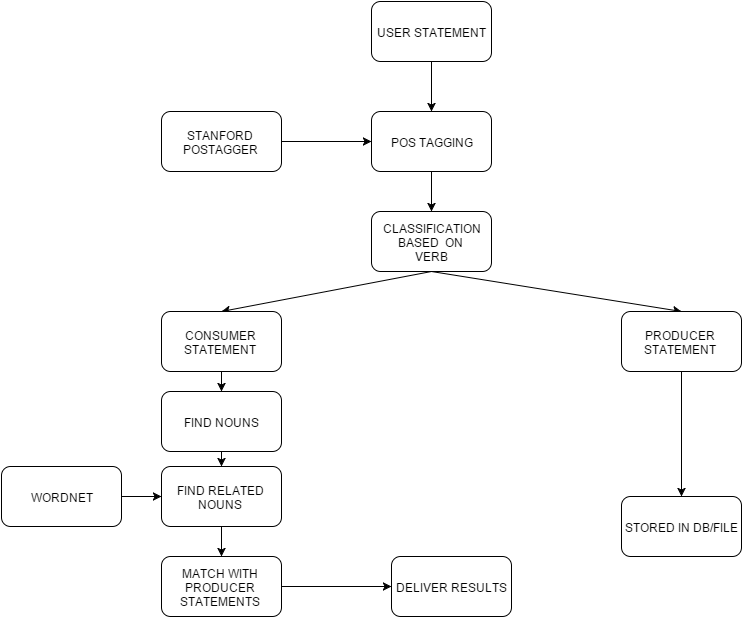 USER STATEMENT
STANFORD
POSTAGGER
POS TAGGING
CLASSIFICATION
BASED ON
VERB
CONSUMER
STATEMENT
PRODUCER
STATEMENT
FIND NOUNS
WORDNET
FIND RELATED
NOUNS
STORED IN DB/FILE
MATCH WITH
PRODUCER
STATEMENTS
DELIVER RESULTS